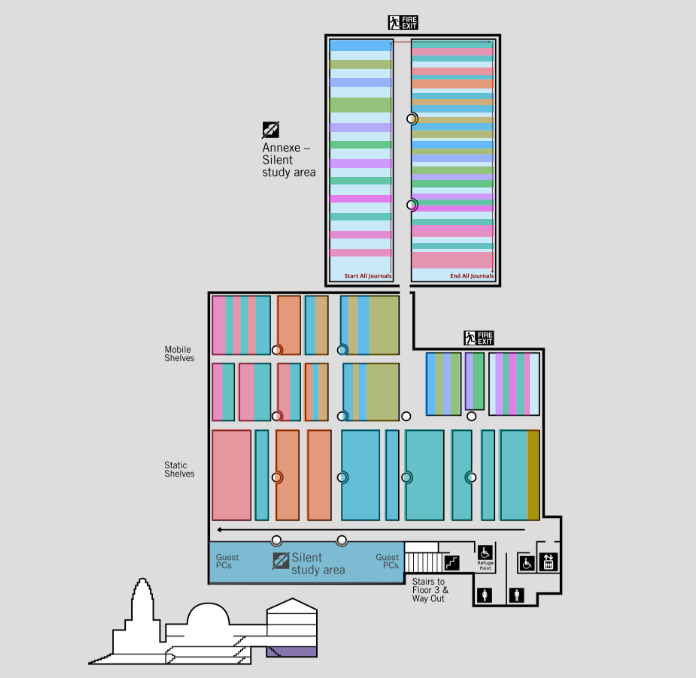 FIRE
EXIT
Annexe –
Silent
study area
Start All Journals
End All Journals
FIRE
EXIT
Mobile
Shelves
Static
Shelves
Guest
PCs
Silent
study area
Guest
PCs
Refuge
Point
Stairs to
Floor 3 &
Way Out